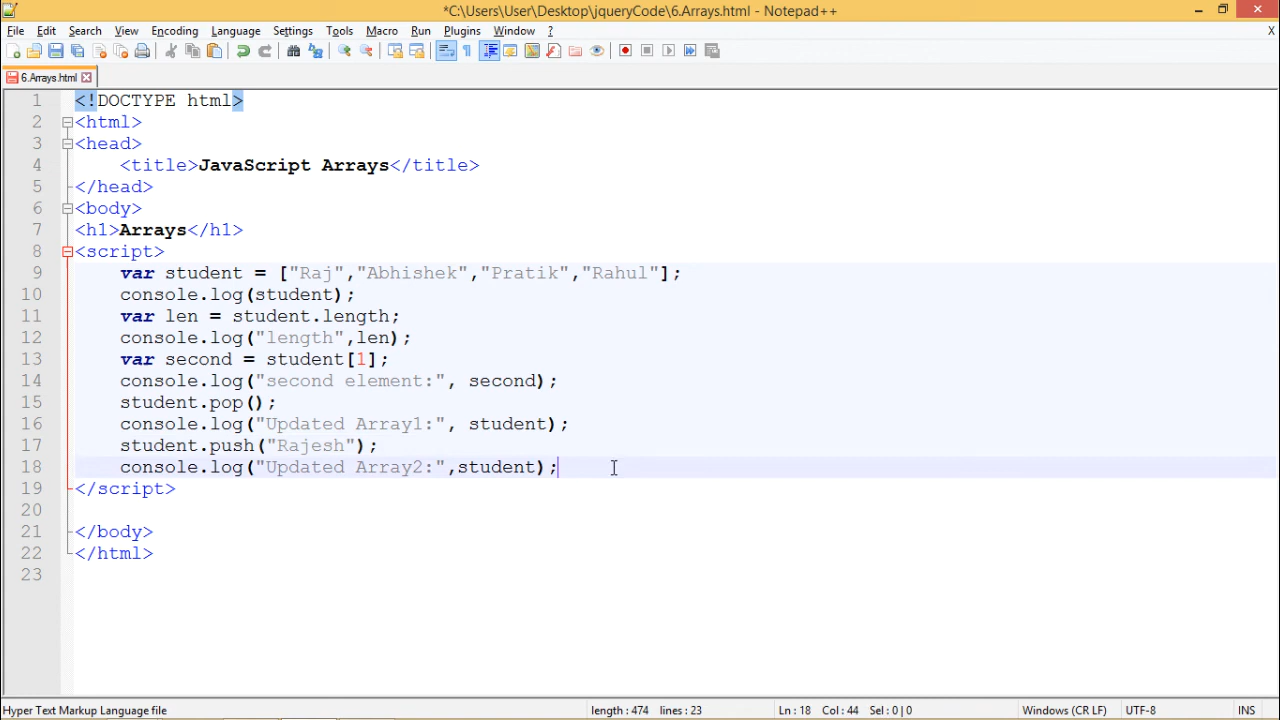 *C:\Users\User\Desktop\jqueryCode\6.Arrays.html - Notepad++
File Edit Search View Encoding Language Settings Tools Macro Run Plugins Window ? X
6.Arrays.html
1 <!DOCTYPE html>
2 <html>
3 <head>
4 <title>JavaScript Arrays</title>
5 </head>
6 <body>
7 <h1>Arrays</h1>
8 <script>
9 var student = ["Raj","Abhishek","Pratik","Rahul"];
10 console.log(student);
11 var len = student.length;
12 console.log("length",len);
13 var second = student[1];
14 console.log("second element:", second);
15 student.pop();
16 console.log("Updated Array1:", student);
17 student.push("Rajesh");
18 console.log("Updated Array2:",student);
19 </script>
20
21 </body>
22 </html>
23
Hyper Text Markup Language file length : 474 lines : 23 Ln : 18 Col : 44 Sel : 0 | 0 Windows (CR LF) UTF-8 INS